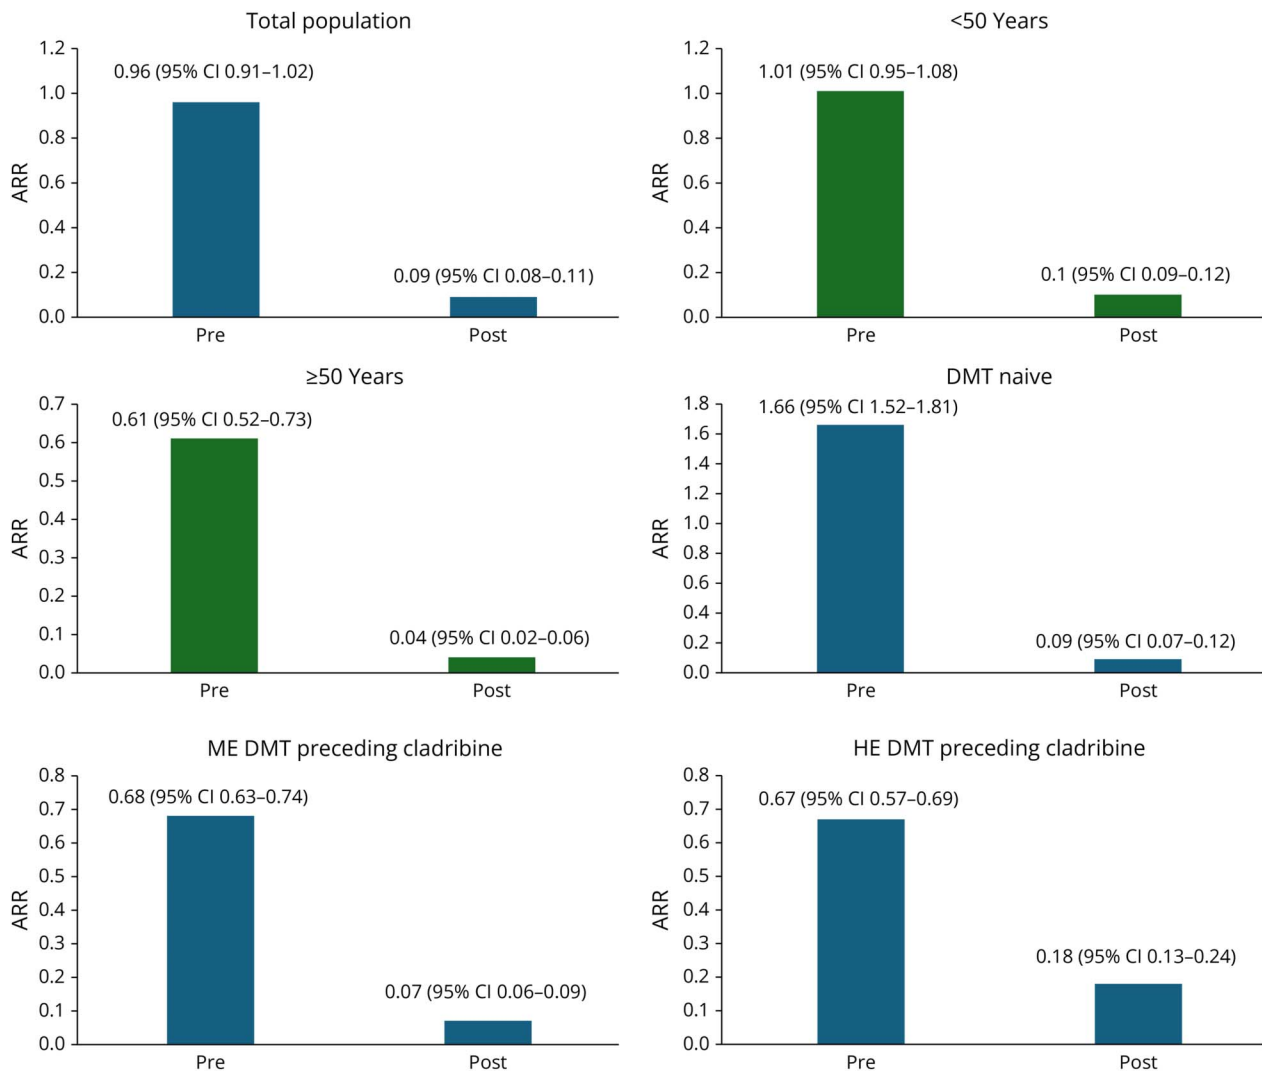 Total population
1.2
1.0
0.8
0.6
0.4
0.2
0.0
ARR
0.96 (95% CI 0.91–1.02)
0.09 (95% CI 0.08–0.11)
Pre
Post
<50 Years
1.2
1.0
0.8
0.6
0.4
0.2
0.0
ARR
1.01 (95% CI 0.95–1.08)
0.1 (95% CI 0.09–0.12)
Pre
Post
≥50 Years
0.7
0.6
0.5
0.4
0.3
0.2
0.1
0.0
ARR
0.61 (95% CI 0.52–0.73)
0.04 (95% CI 0.02–0.06)
Pre
Post
DMT naive
1.8
1.6
1.4
1.2
1.0
0.8
0.6
0.4
0.2
0.0
ARR
1.66 (95% CI 1.52–1.81)
0.09 (95% CI 0.07–0.12)
Pre
Post
ME DMT preceding cladribine
0.8
0.7
0.6
0.5
0.4
0.3
0.2
0.1
0.0
ARR
0.68 (95% CI 0.63–0.74)
0.07 (95% CI 0.06–0.09)
Pre
Post
HE DMT preceding cladribine
0.8
0.7
0.6
0.5
0.4
0.3
0.2
0.1
0.0
ARR
0.67 (95% CI 0.57–0.69)
0.18 (95% CI 0.13–0.24)
Pre
Post